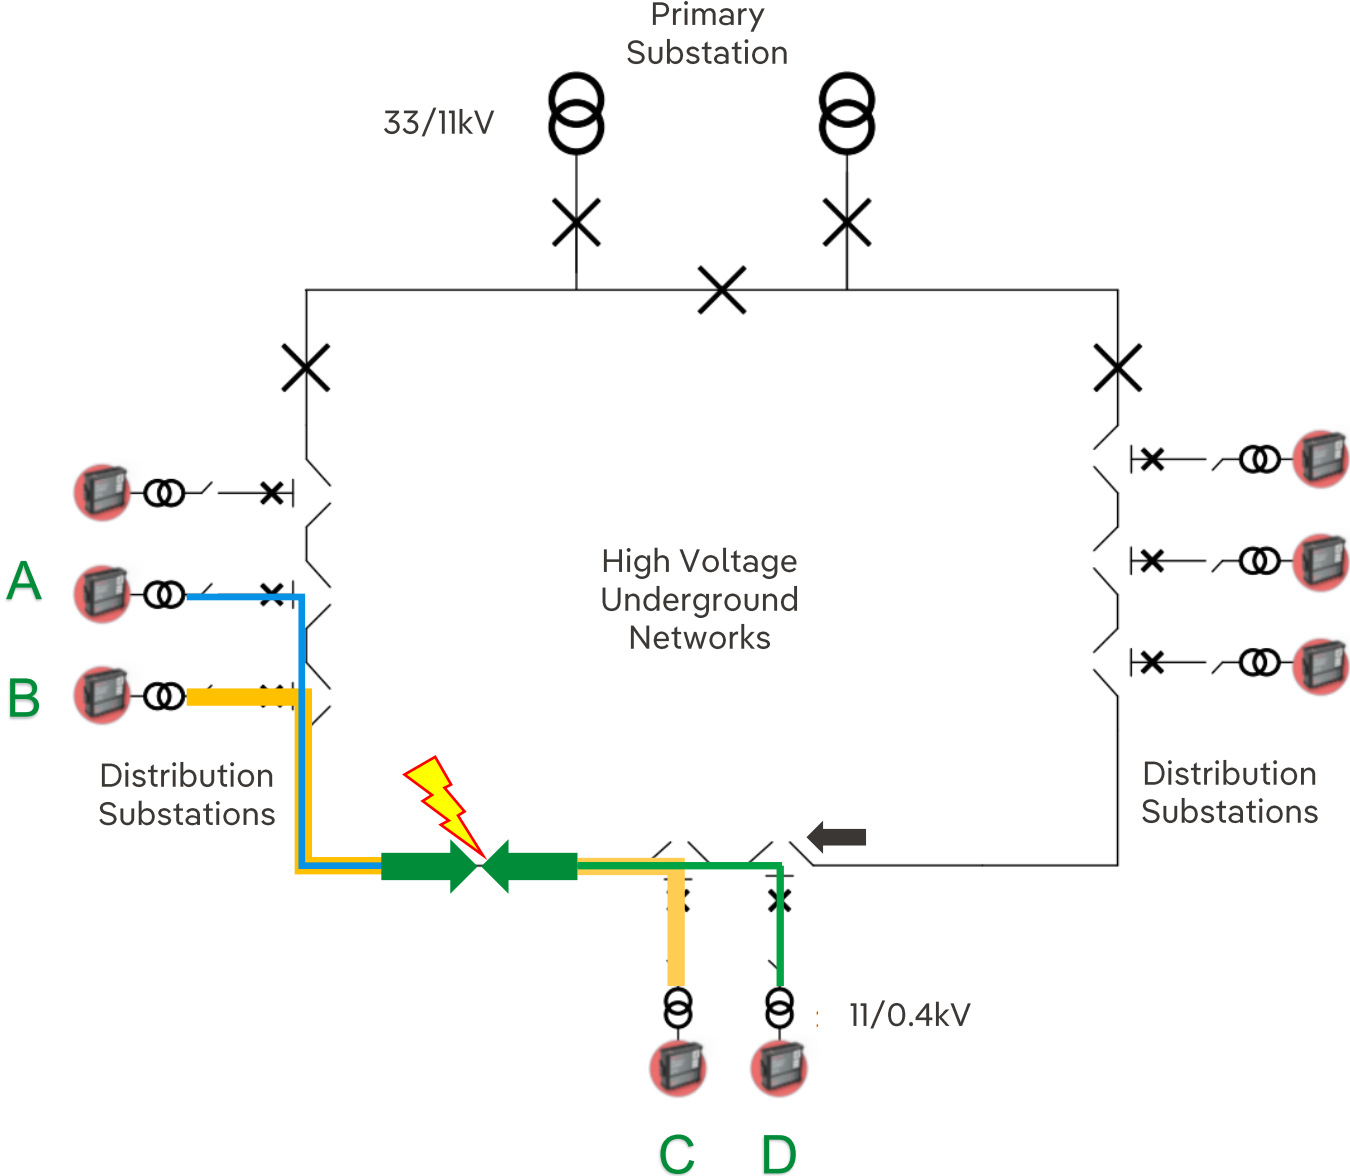 Primary
Substation
33/11kV
A
High Voltage
Underground
Networks
B
Distribution
Substations
Distribution
Substations
: 11/0.4kV
C D